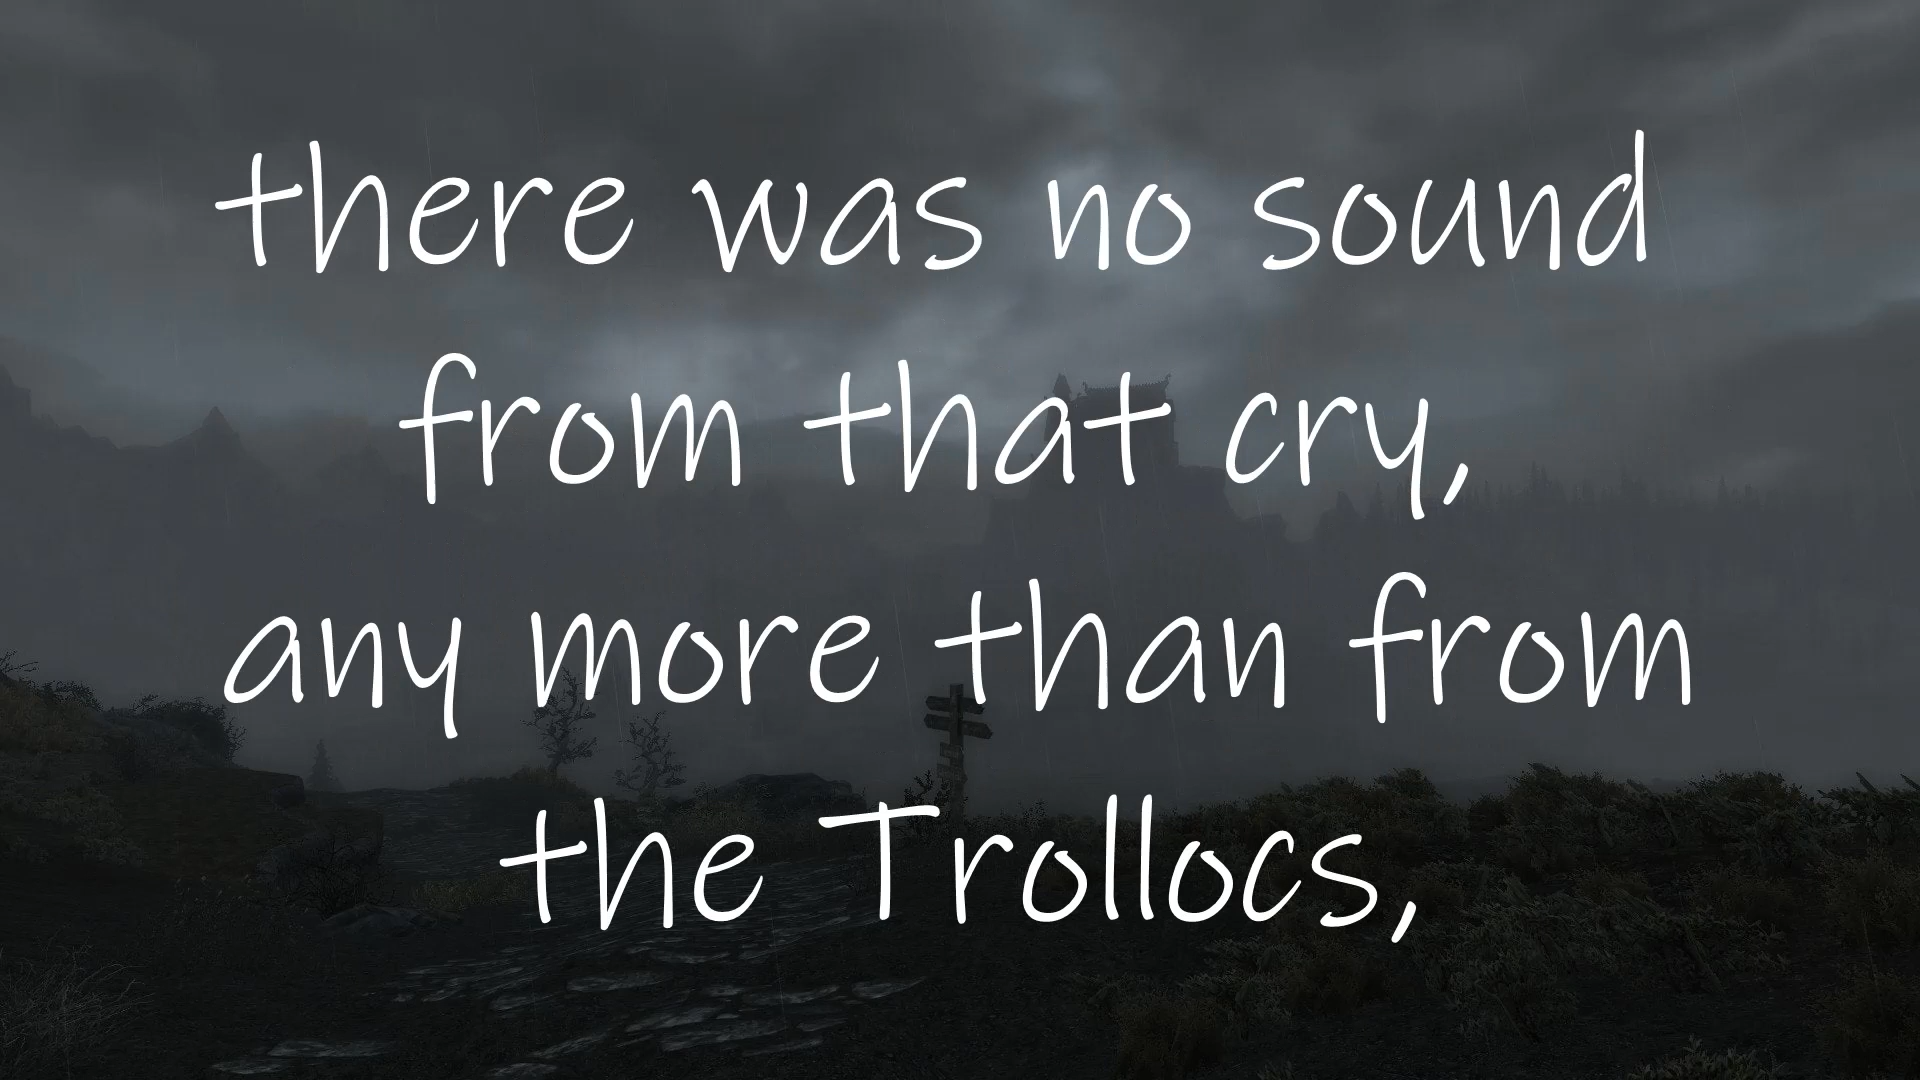 there was no sound
from that cry,
any more than from
the Trollocs,